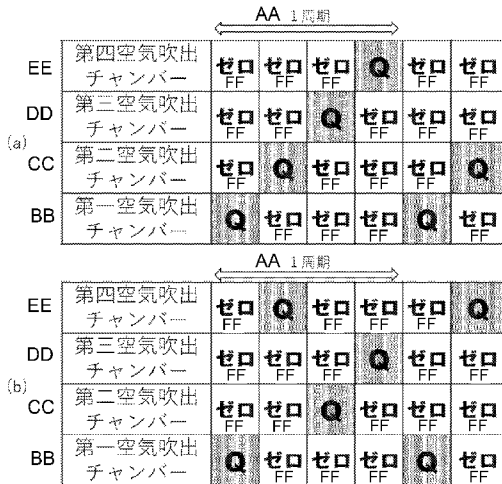 AA 1周期
EE 第四空気吹出チャンバー ゼロ FF ゼロ FF ゼロ FF Q ゼロ FF ゼロ FF
DD 第三空気吹出チャンバー ゼロ FF ゼロ FF Q ゼロ FF ゼロ FF ゼロ FF
(a)
CC 第二空気吹出チャンバー ゼロ FF Q ゼロ FF ゼロ FF ゼロ FF Q
BB 第一空気吹出チャンバー Q ゼロ FF ゼロ FF ゼロ FF Q ゼロ FF
AA 1周期
EE 第四空気吹出チャンバー ゼロ FF Q ゼロ FF ゼロ FF ゼロ FF Q
DD 第三空気吹出チャンバー ゼロ FF ゼロ FF ゼロ FF Q ゼロ FF ゼロ FF
(b)
CC 第二空気吹出チャンバー ゼロ FF ゼロ FF Q ゼロ FF ゼロ FF ゼロ FF
BB 第一空気吹出チャンバー Q ゼロ FF ゼロ FF ゼロ FF Q ゼロ FF